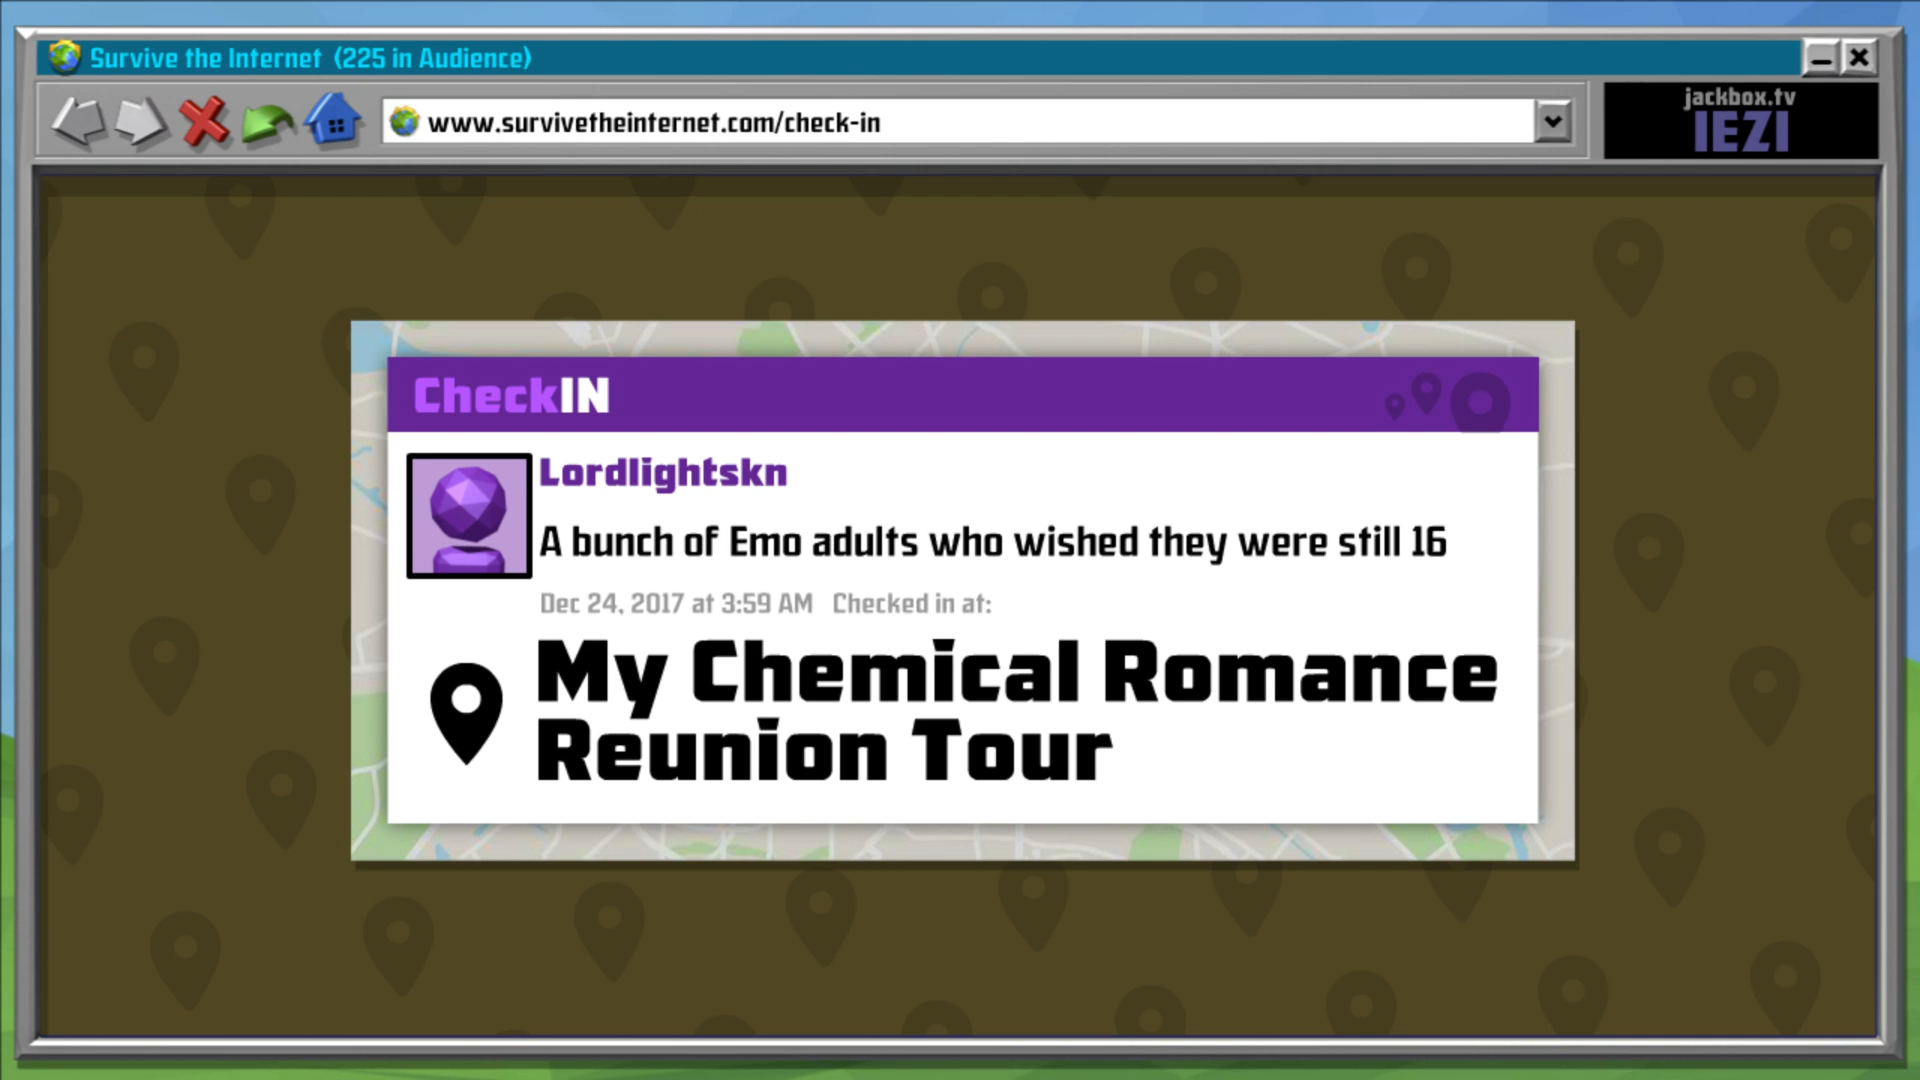 Survive the Internet (225 in Audience)
www.survivetheinternet.com/check-in
jackbox.tv
IEZI
CheckIN
Lordlightskn
A bunch of Emo adults who wished they were still 16
Dec 24, 2017 at 3:59 AM Checked in at:
My Chemical Romance
Reunion Tour